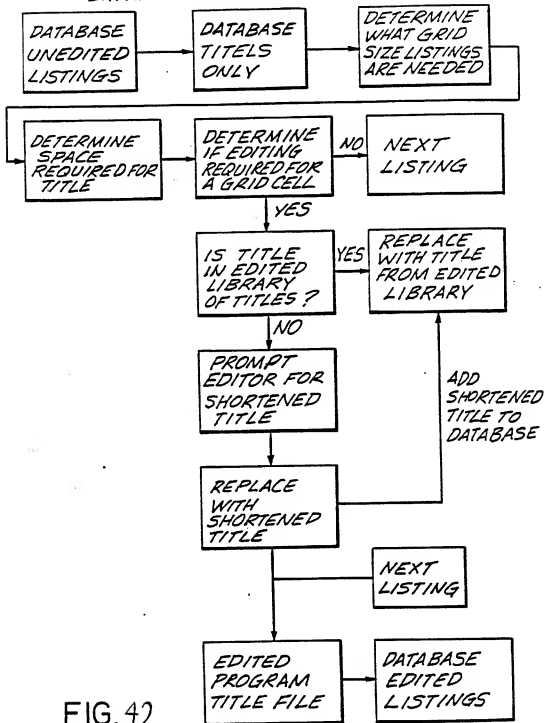 DATABASE
UNEDITED
LISTINGS
DATABASE
TITELS
ONLY
DETERMINE
WHAT GRID
SIZE LISTINGS
ARE NEEDED
DETERMINE
SPACE
REQUIRED FOR
TITLE
DETERMINE
IF EDITING
REQUIRED FOR
A GRID CELL
NO
NEXT
LISTING
YES
IS TITLE
IN EDITED
LIBRARY
OF TITLES ?
YES
REPLACE
WITH TITLE
FROM EDITED
LIBRARY
NO
PROMPT
EDITOR FOR
SHORTENED
TITLE
ADD
SHORTENED
TITLE TO
DATABASE
REPLACE
WITH
SHORTENED
TITLE
NEXT
LISTING
EDITED
PROGRAM
TITLE FILE
DATABASE
EDITED
LISTINGS
FIG. 42